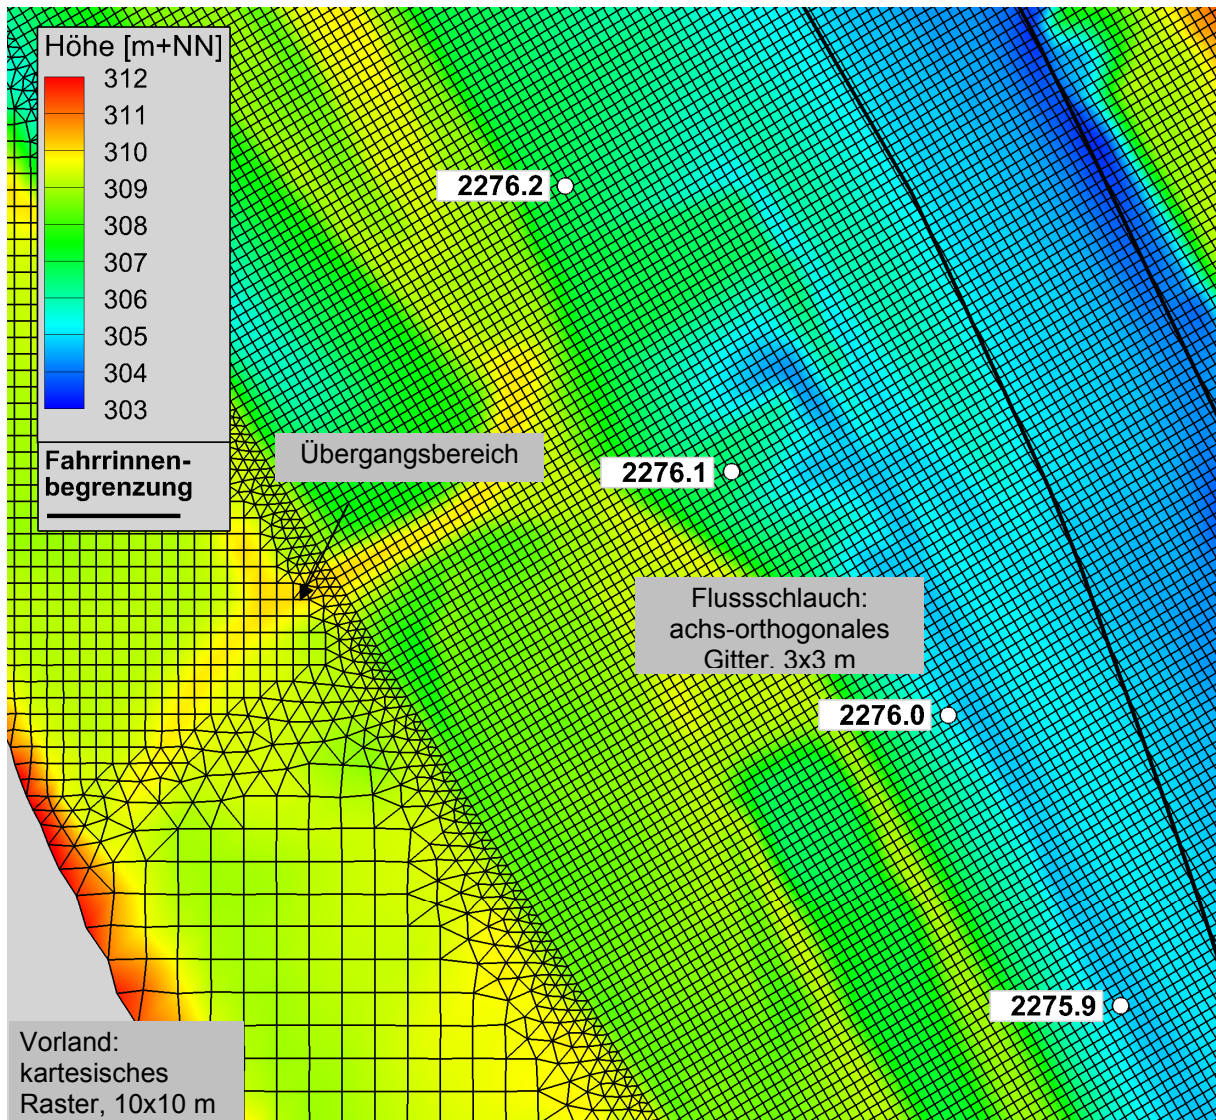 Höhe [m+NN]
312
311
310
309
308
307
306
305
304
303
Fahrrinnen-
begrenzung
2276.2
Übergangsbereich
2276.1
Flussschlauch:
achs-orthogonales
Gitter, 3x3 m
2276.0
2275.9
Vorland:
kartesisches
Raster, 10x10 m